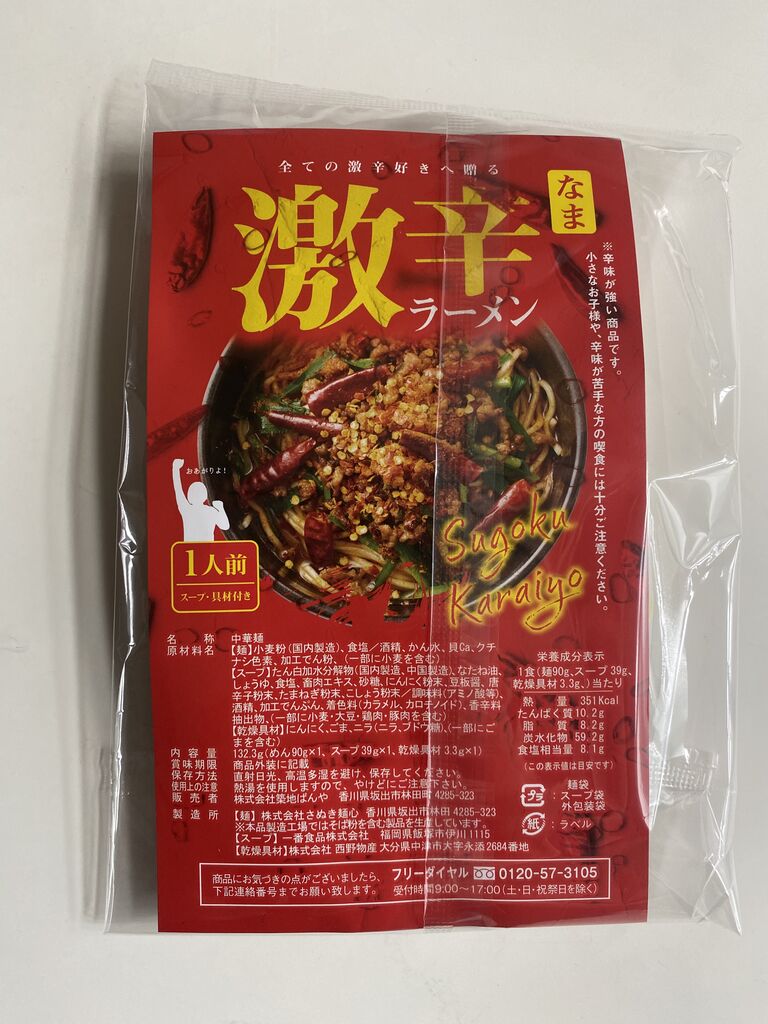 全ての激辛好きへ贈る
激辛
なま
ラーメン
※辛味が強い商品です。
小さなお子様や、辛味が苦手な方の喫食には十分ご注意ください。
おあがりよ!
1人前
スープ・具材付き
Sugoku
Karaiyo
名称 中華麺
原材料名 【麺】小麦粉(国内製造)、食塩/酒精、かん水、貝Ca、クチ
ナシ色素、加工でん粉、(一部に小麦を含む)
【スープ】たん白加水分解物(国内製造、中国製造)、なたね油、
しょうゆ、食塩、畜肉エキス、砂糖、にんにく粉末、豆板醤、唐
辛子粉末、たまねぎ粉末、こしょう粉末/調味料(アミノ酸等)、
酒精、加工でんぷん、着色料(カラメル、カロチノイド)、香辛料
抽出物、(一部に小麦・大豆・鶏肉・豚肉を含む)
【乾燥具材】にんにく、ごま、ニラ(ニラ、ブドウ糖)、(一部にご
まを含む)
内容量 132.3g(めん90g×1、スープ39g×1、乾燥具材 3.3g×1)
賞味期限 商品外装に記載
保存方法 直射日光、高温多湿を避け、保存してください。
使用上の注意 熱湯を使用しますので、やけどにご注意下さい。
販売者 株式会社築地ばんや 香川県坂出市林田町 4285-323
製造所 【麺】株式会社さぬき麺心 香川県坂出市林田 4285-323
※本品製造工場ではそば粉を含む製品を生産しています。
【スープ】一番食品株式会社 福岡県飯塚市伊川 1115
【乾燥具材】株式会社 西野物産 大分県中津市大字永添2684番地
栄養成分表示
1食(麺90g、スープ39g、
乾燥具材3.3g、)当たり
熱量 351Kcal
たんぱく質10.2g
脂質 8.2g
炭水化物 59.2g
食塩相当量 8.1g
(この表示値は目安です)
プラ :麺袋
スープ袋
外包装袋
紙 :ラベル
商品にお気づきの点がございましたら、
下記連絡番号までお願い致します。
フリーダイヤル 0120-57-3105
受付時間9:00〜17:00(土・日・祝祭日を除く)